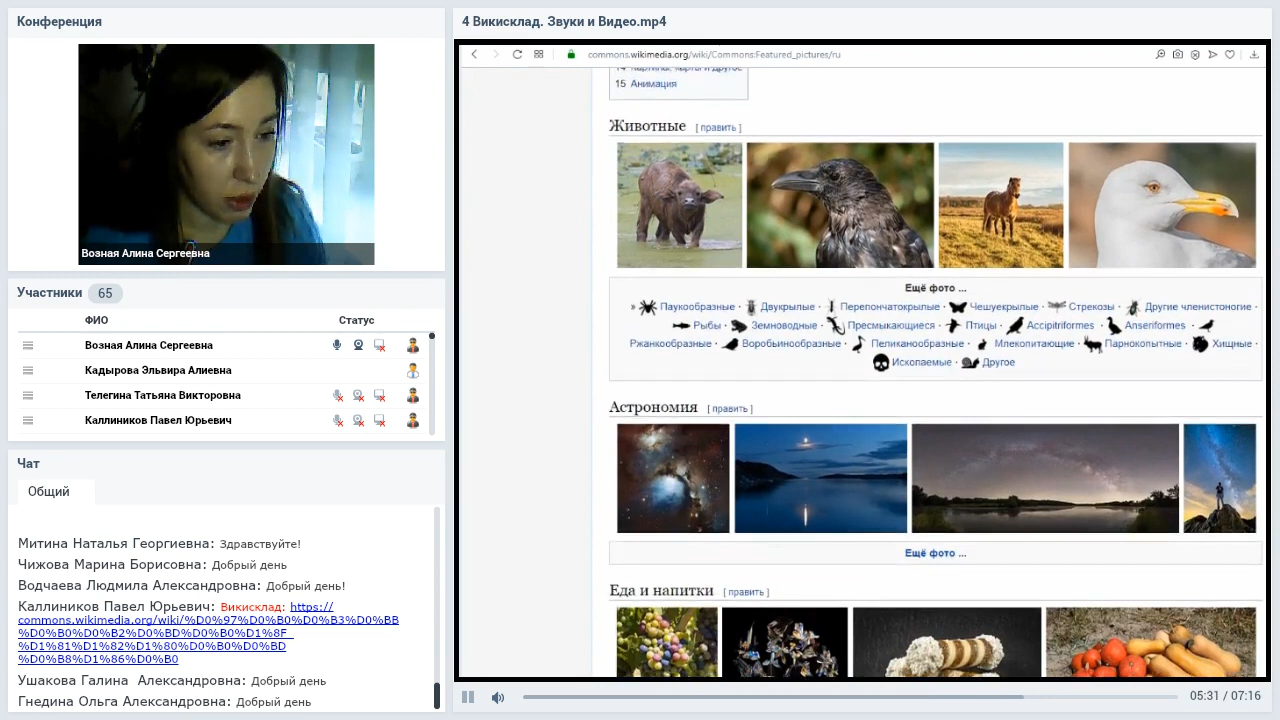 Конференция
Возная Алина Сергеевна
Участники 65
ФИО Статус
Возная Алина Сергеевна
Кадырова Эльвира Алиевна
Телегина Татьяна Викторовна
Каллиников Павел Юрьевич
Чат
Общий
Митина Наталья Георгиевна: Здравствуйте!
Чижова Марина Борисовна: Добрый день
Водчаева Людмила Александровна: Добрый день!
Каллиников Павел Юрьевич: Викисклад: https://
commons.wikimedia.org/wiki/%D0%97%D0%B0%D0%B3%D0%BB
%D0%B0%D0%B2%D0%BD%D0%B0%D1%8F_
%D1%81%D1%82%D1%80%D0%B0%D0%BD
%D0%B8%D1%86%D0%B0
Ушакова Галина Александровна: Добрый день
Гнедина Ольга Александровна: Добрый день
4 Викисклад. Звуки и Видео.mp4
commons.wikimedia.org/wiki/Commons:Featured_pictures/ru
14 Картины, карты и другое
15 Анимация
Животные [ править ]
Ещё фото ...
» Паукообразные · Двукрылые · Перепончатокрылые · Чешуекрылые · Стрекозы · Другие членистоногие ·
Рыбы · Земноводные · Пресмыкающиеся · Птицы · Accipitriformes · Anseriformes ·
Ржанкообразные · Воробьинообразные · Пеликанообразные · Млекопитающие · Парнокопытные · Хищные ·
Ископаемые · Другое
Астрономия [ править ]
Ещё фото ...
Еда и напитки [ править ]
05:31 / 07:16